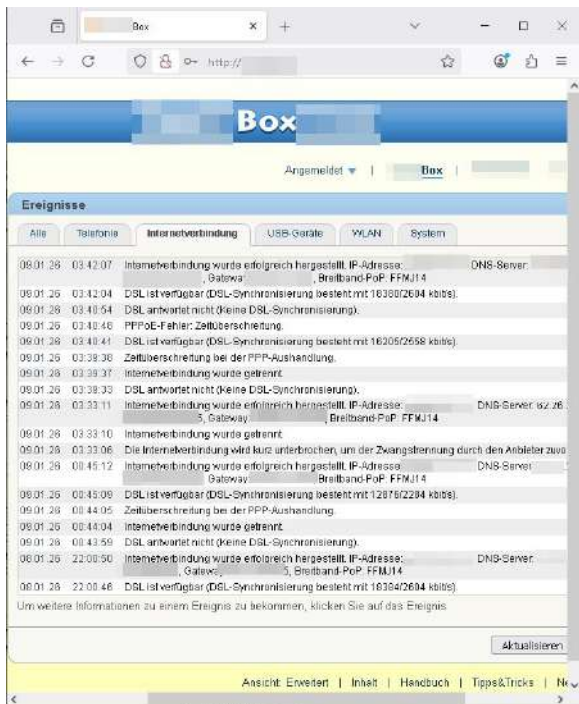 Box
http://
Box
Angemeldet | Box |
Ereignisse
Alle Telefonie Internetverbindung USB-Geräte WLAN System
09.01.26 03:42:07 Internetverbindung wurde erfolgreich hergestellt. IP-Adresse: DNS-Server:
, Gateway: , Breitband-PoP: FFMJ14
09.01.26 03:42:04 DSL ist verfügbar (DSL-Synchronisierung besteht mit 18380/2604 kbit/s).
09.01.26 03:40:54 DSL antwortet nicht (Keine DSL-Synchronisierung).
09.01.26 03:40:48 PPPoE-Fehler: Zeitüberschreitung.
09.01.26 03:40:41 DSL ist verfügbar (DSL-Synchronisierung besteht mit 16205/2558 kbit/s).
09.01.26 03:39:38 Zeitüberschreitung bei der PPP-Aushandlung.
09.01.26 03:39:37 Internetverbindung wurde getrennt.
09.01.26 03:38:33 DSL antwortet nicht (Keine DSL-Synchronisierung).
09.01.26 03:33:11 Internetverbindung wurde erfolgreich hergestellt. IP-Adresse: DNS-Server: 62.26.
5, Gateway: , Breitband-PoP: FFMJ14
09.01.26 03:33:10 Internetverbindung wurde getrennt.
09.01.26 03:33:06 Die Internetverbindung wird kurz unterbrochen, um der Zwangstrennung durch den Anbieter zuvo
09.01.26 00:45:12 Internetverbindung wurde erfolgreich hergestellt. IP-Adresse: DNS-Server:
Gateway: Breitband-PoP: FFMJ14
09.01.26 00:45:09 DSL ist verfügbar (DSL-Synchronisierung besteht mit 12876/2284 kbit/s).
09.01.26 00:44:05 Zeitüberschreitung bei der PPP-Aushandlung.
09.01.26 00:44:04 Internetverbindung wurde getrennt.
09.01.26 00:43:59 DSL antwortet nicht (Keine DSL-Synchronisierung).
08.01.26 22:00:50 Internetverbindung wurde erfolgreich hergestellt. IP-Adresse: DNS-Server:
, Gateway: 5, Breitband-PoP: FFMJ14
08.01.26 22:00:46 DSL ist verfügbar (DSL-Synchronisierung besteht mit 18384/2604 kbit/s).
Um weitere Informationen zu einem Ereignis zu bekommen, klicken Sie auf das Ereignis
Aktualisieren
Ansicht: Erweitert | Inhalt | Handbuch | Tipps&Tricks | Ne